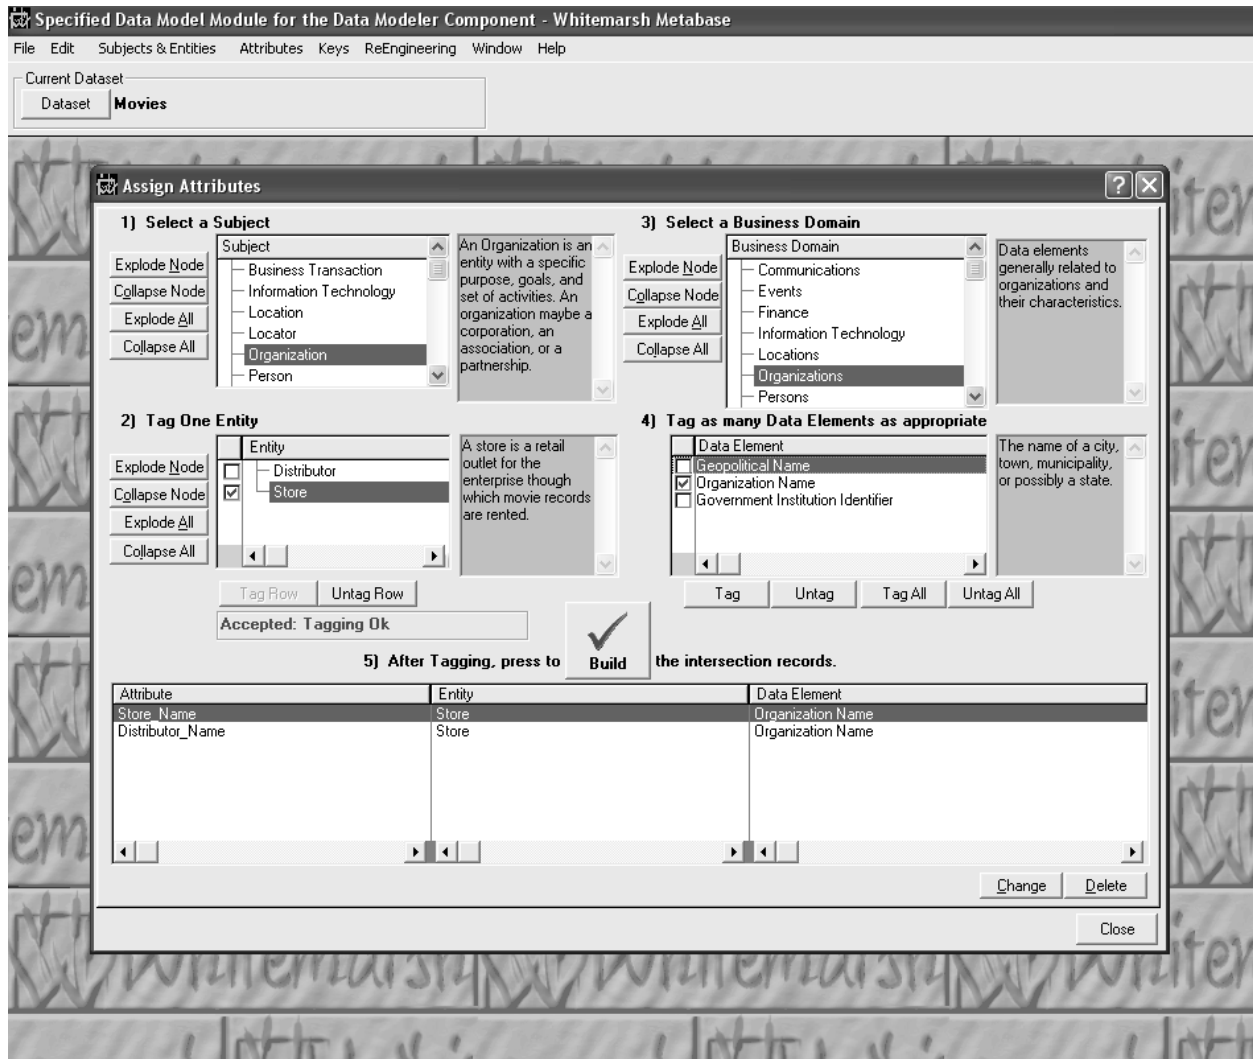 Specified Data Model Module for the Data Modeler Component - Whitemarsh Metabase
File Edit Subjects & Entities Attributes Keys ReEngineering Window Help
Current Dataset
Dataset Movies
Assign Attributes
1) Select a Subject
Explode Node
Collapse Node
Explode All
Collapse All
Subject
Business Transaction
Information Technology
Location
Locator
Organization
Person
An Organization is an
entity with a specific
purpose, goals, and
set of activities. An
organization maybe a
corporation, an
association, or a
partnership.
3) Select a Business Domain
Explode Node
Collapse Node
Explode All
Collapse All
Business Domain
Communications
Events
Finance
Information Technology
Locations
Organizations
Persons
Data elements
generally related to
organizations and
their characteristics.
2) Tag One Entity
Explode Node
Collapse Node
Explode All
Collapse All
Entity
Distributor
Store
A store is a retail
outlet for the
enterprise though
which movie records
are rented.
Tag Row Untag Row
Accepted: Tagging Ok
4) Tag as many Data Elements as appropriate
Data Element
Geopolitical Name
Organization Name
Government Institution Identifier
The name of a city,
town, municipality,
or possibly a state.
Tag Untag Tag All Untag All
5) After Tagging, press to Build the intersection records.
Attribute Entity Data Element
Store_Name Store Organization Name
Distributor_Name Store Organization Name
Change Delete
Close
Whitemarsh